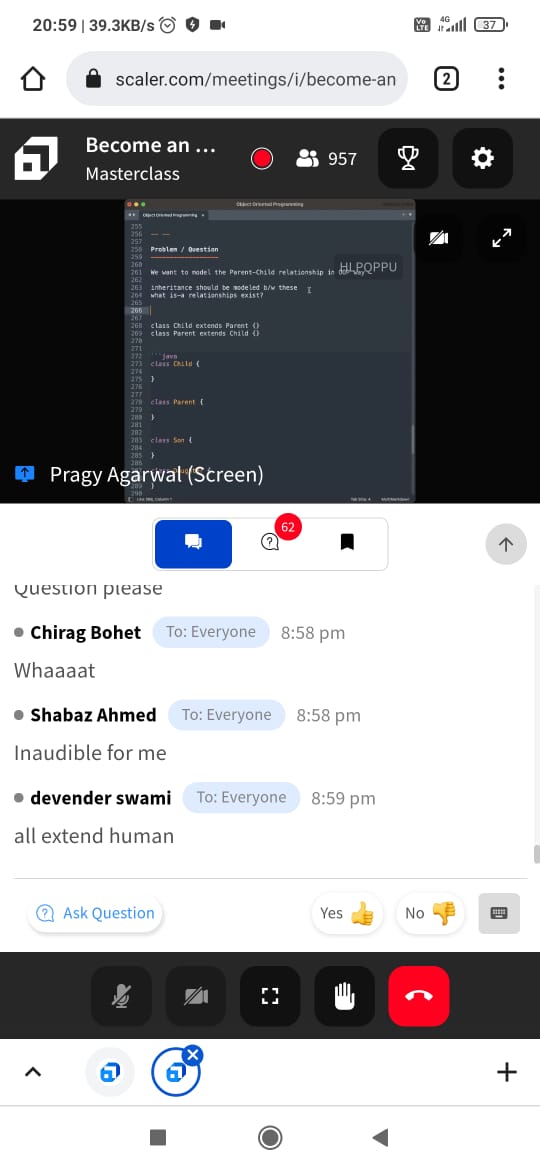 20:59 | 39.3KB/s
Vo LTE
4G
37
scaler.com/meetings/i/become-an
2
Become an ...
Masterclass
957
Object Oriented Programming
Object Oriented Programming
255
256 -- --
257
258 Problem / Question
259
260
261 We want to model the Parent-Child relationship in OOP way
HI POPPU
262
263 inheritance should be modeled b/w these
264 what is-a relationships exist?
265
266
267
268 class Child extends Parent {}
269 class Parent extends Child {}
270
271
272 ```java
273 class Child {
274
275 }
276
277
278 class Parent {
279
280 }
281
282
283 class Son {
284
285 }
286
290
Pragy Agarwal (Screen)
62
Question please
Chirag Bohet To: Everyone 8:58 pm
Whaaaat
Shabaz Ahmed To: Everyone 8:58 pm
Inaudible for me
devender swami To: Everyone 8:59 pm
all extend human
Ask Question
Yes 👍
No 👎